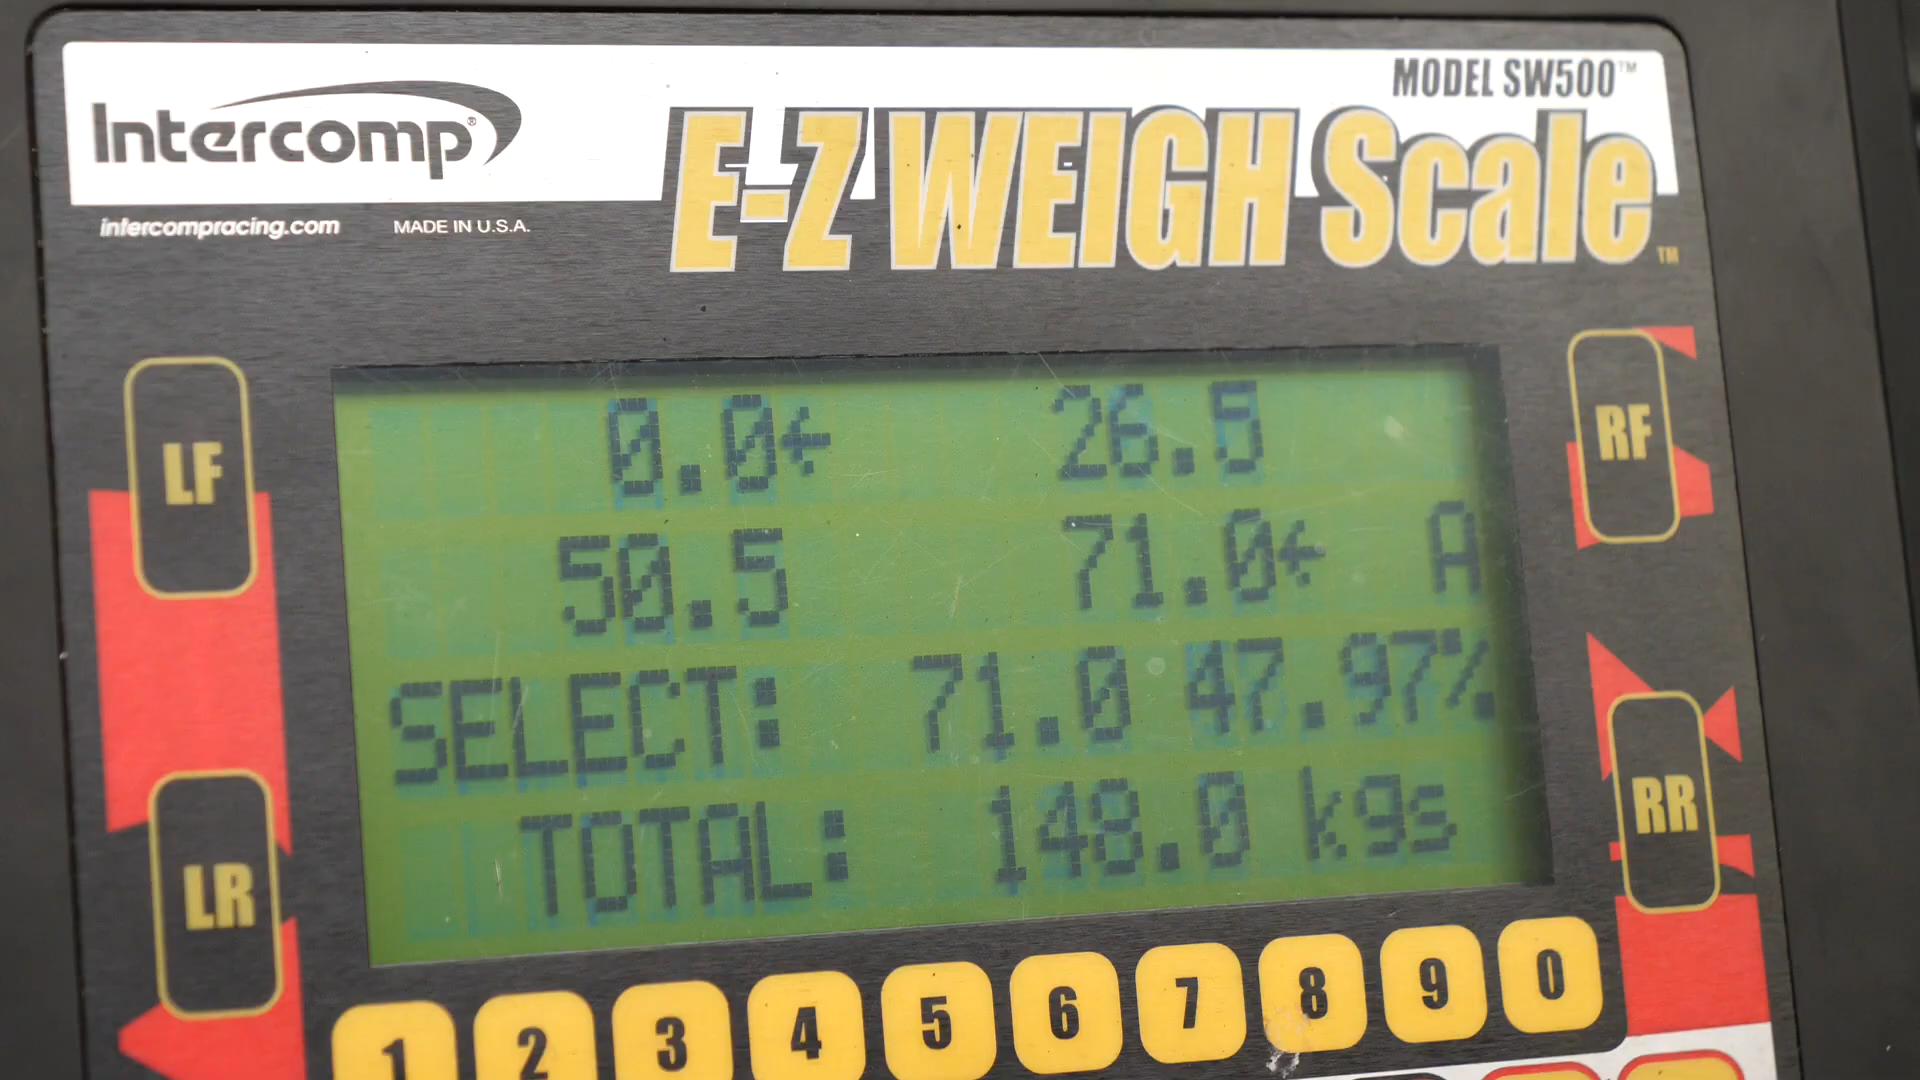 MODEL SW500™
Intercomp®
E-Z WEIGH Scale™
intercompracing.com MADE IN U.S.A.
LF
RF
0.0← 26.5
50.5 71.0← A
SELECT: 71.0 47.97%
TOTAL: 148.0 kgs
LR
RR
1 2 3 4 5 6 7 8 9 0